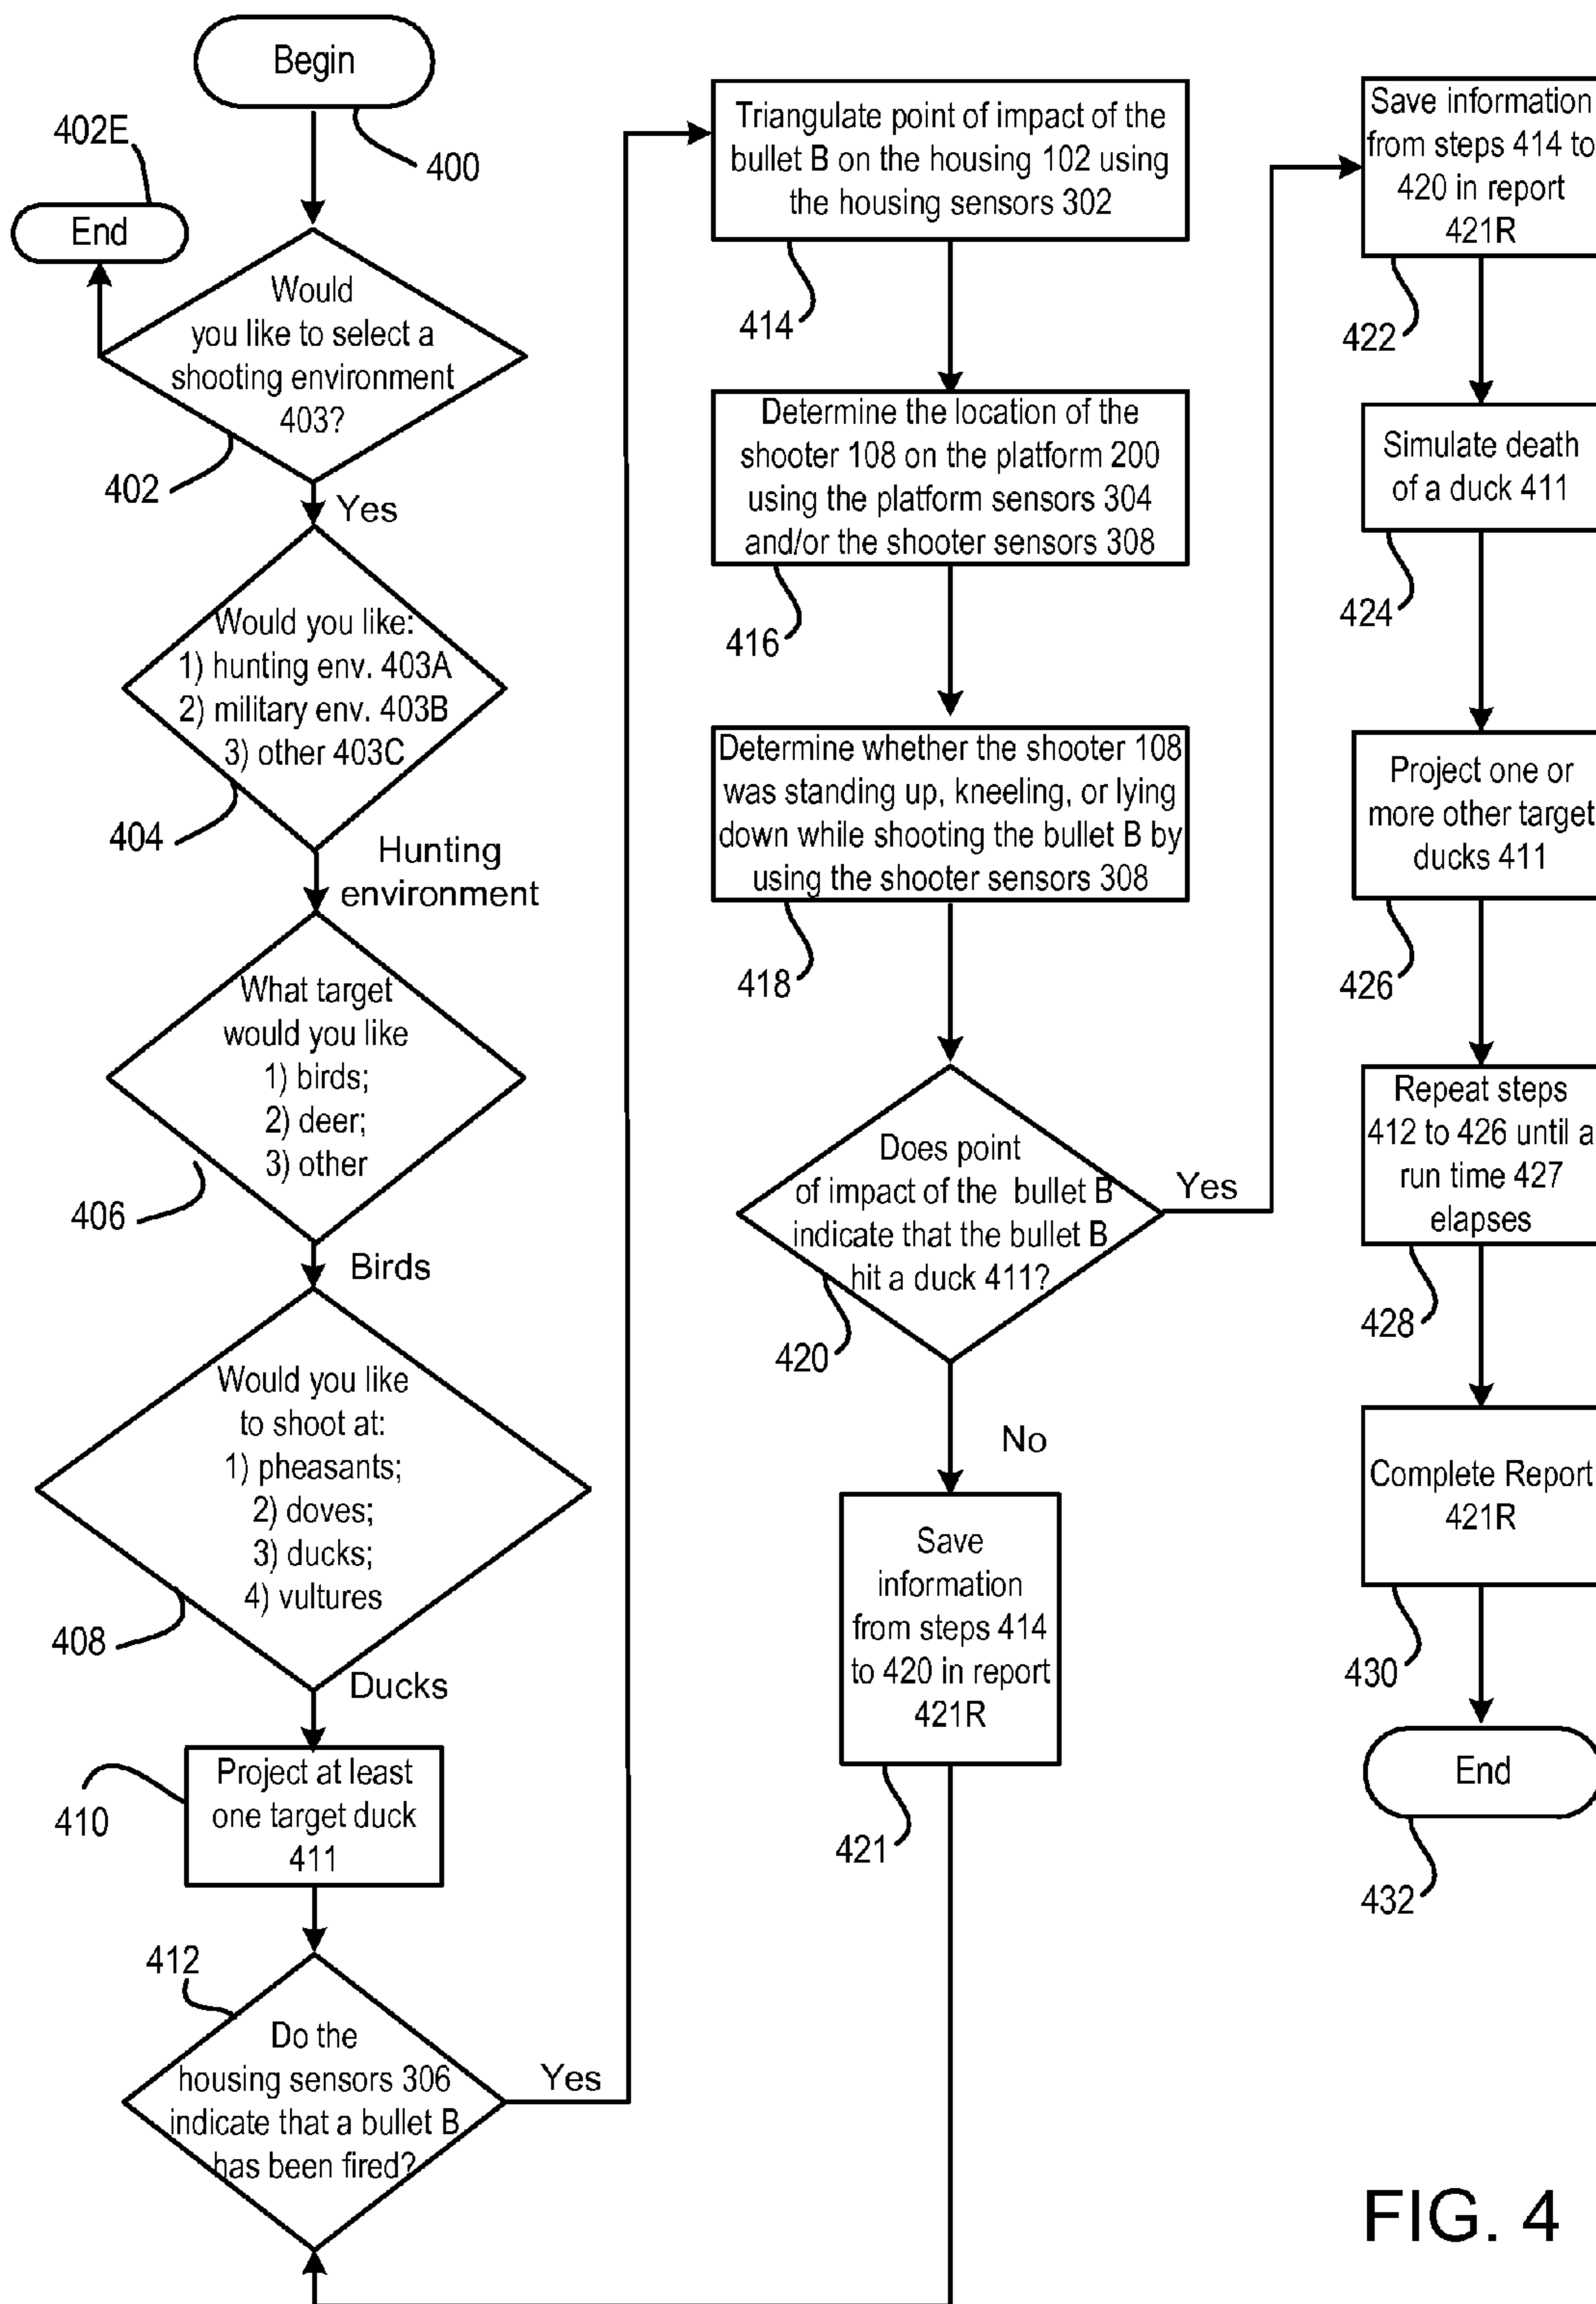 Begin
400
402E
End
Would
you like to select a
shooting environment
403?
402
Yes
Would you like:
1) hunting env. 403A
2) military env. 403B
3) other 403C
404
Hunting
environment
What target
would you like
1) birds;
2) deer;
3) other
406
Birds
Would you like
to shoot at:
1) pheasants;
2) doves;
3) ducks;
4) vultures
408
Ducks
Project at least
one target duck
411
410
412
Do the
housing sensors 306
indicate that a bullet B
has been fired?
Yes
Triangulate point of impact of the
bullet B on the housing 102 using
the housing sensors 302
414
Determine the location of the
shooter 108 on the platform 200
using the platform sensors 304
and/or the shooter sensors 308
416
Determine whether the shooter 108
was standing up, kneeling, or lying
down while shooting the bullet B by
using the shooter sensors 308
418
Does point
of impact of the bullet B
indicate that the bullet B
hit a duck 411?
420
Yes
No
Save
information
from steps 414
to 420 in report
421R
421
Save information
from steps 414 to
420 in report
421R
422
Simulate death
of a duck 411
424
Project one or
more other target
ducks 411
426
Repeat steps
412 to 426 until a
run time 427
elapses
428
Complete Report
421R
430
End
432
FIG. 4